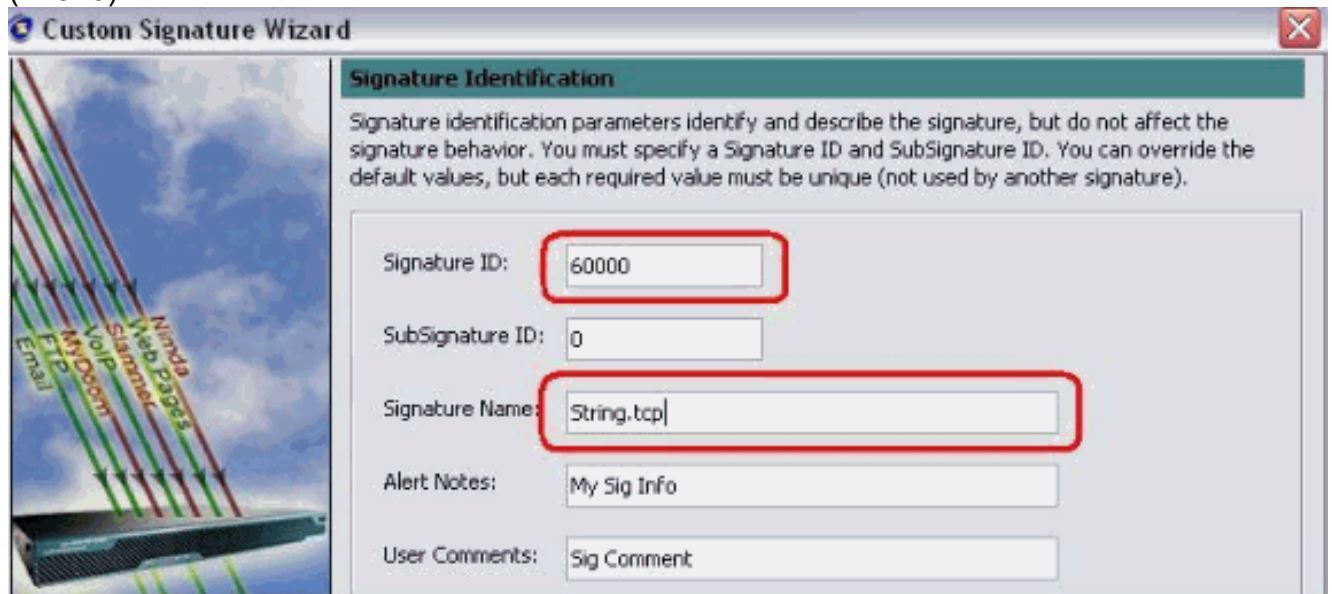 Custom Signature Wizard
Signature Identification
Signature identification parameters identify and describe the signature, but do not affect the
signature behavior. You must specify a Signature ID and SubSignature ID. You can override the
default values, but each required value must be unique (not used by another signature).
Signature ID: 60000
SubSignature ID: 0
Signature Name: String.tcp
Alert Notes: My Sig Info
User Comments: Sig Comment
Nimda
Web Pages
Slammer
VoIP
MyDoom
FTP
Email